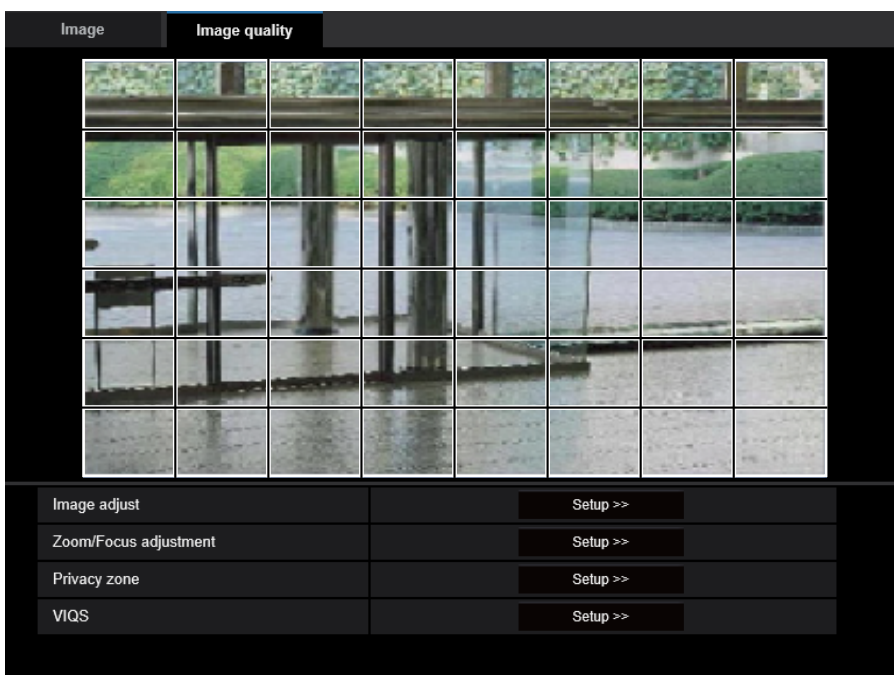 Image Image quality
Image adjust Setup >>
Zoom/Focus adjustment Setup >>
Privacy zone Setup >>
VIQS Setup >>